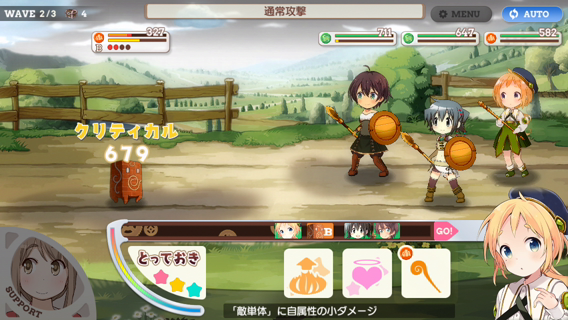 WAVE 2/3 4
通常攻撃
MENU
AUTO
327
B
711
647
582
クリティカル
679
B
GO!
とっておき
SUPPORT
「敵単体」に自属性の小ダメージ